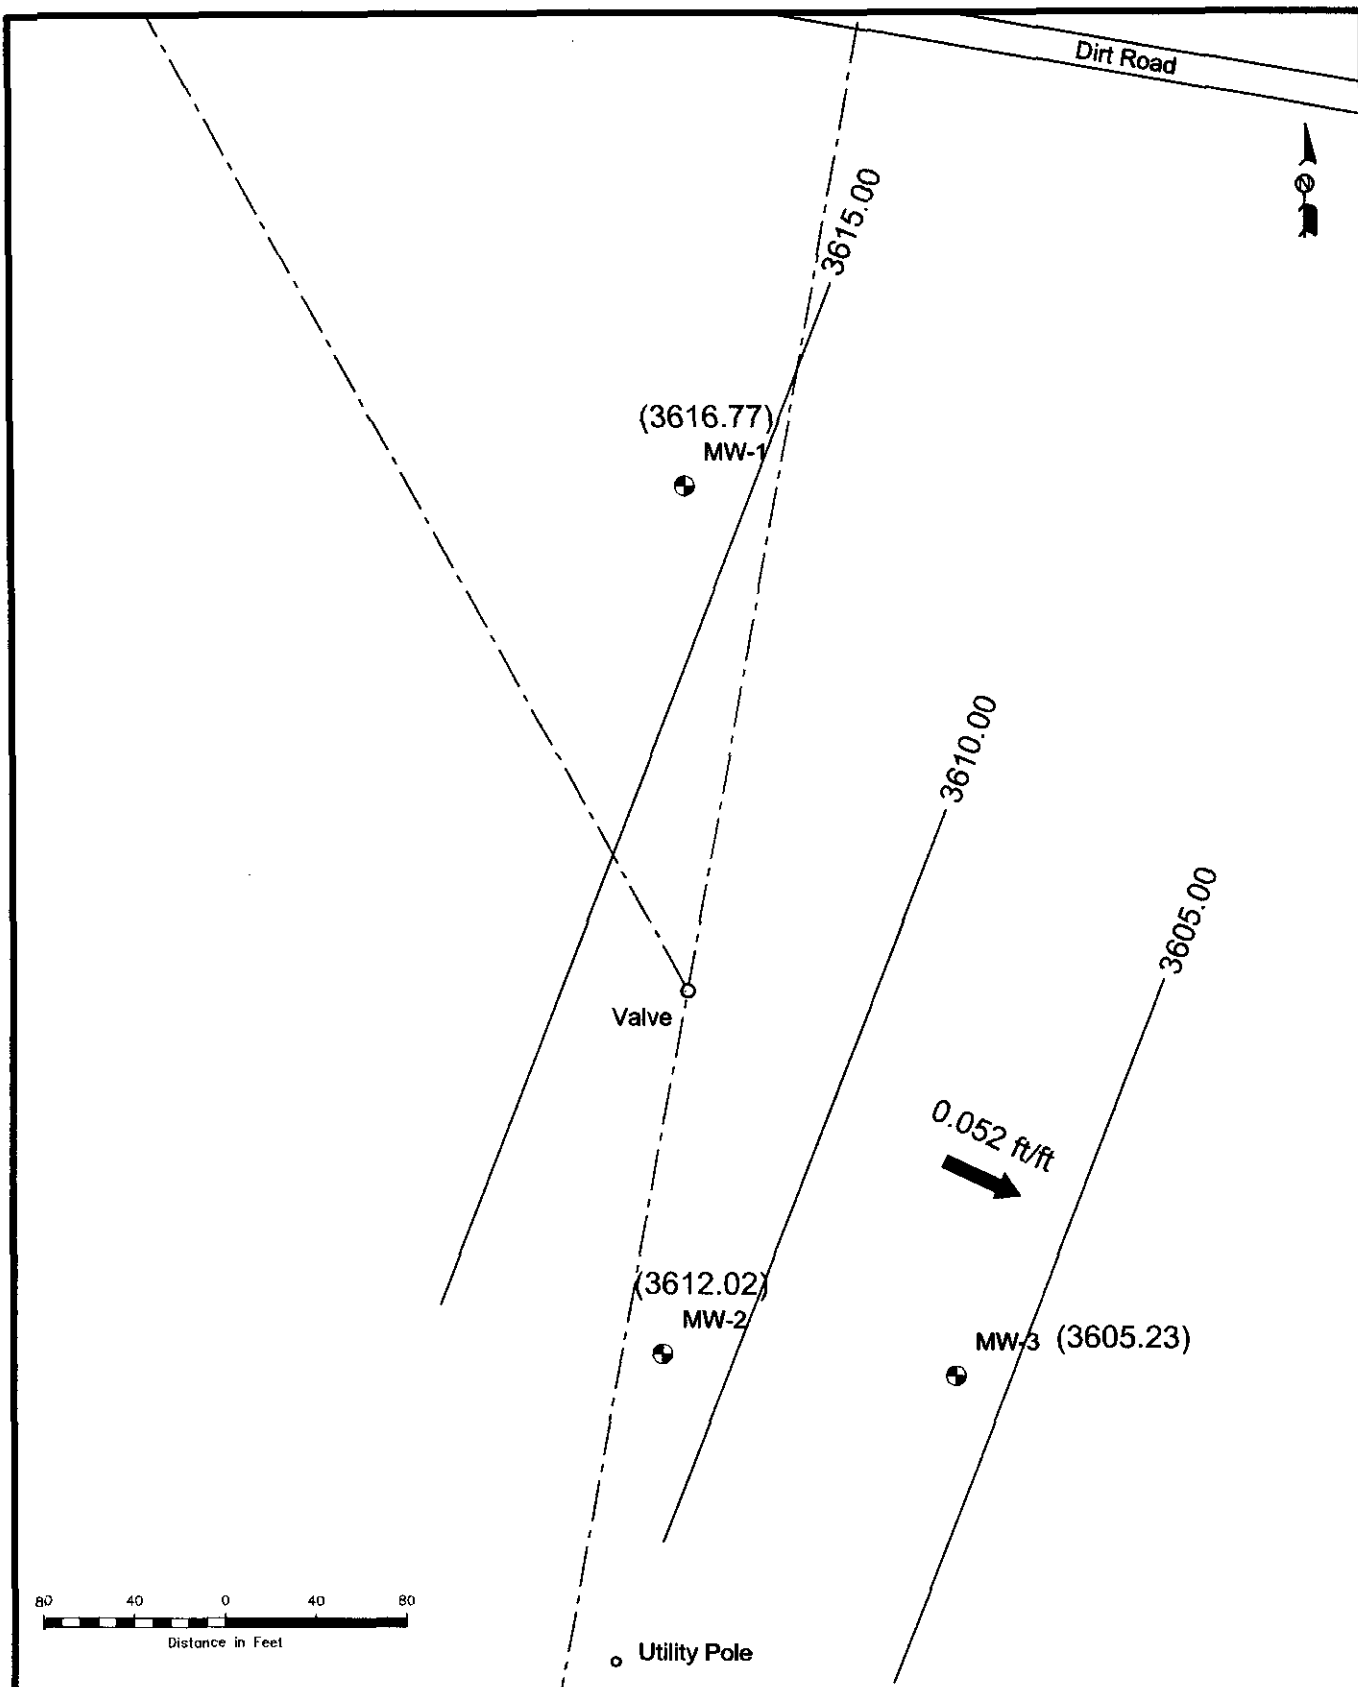 Dirt Road
3615.00
(3616.77)
MW-1
3610.00
3605.00
Valve
0.052 ft/ft
(3612.02)
MW-2
MW-3 (3605.23)
80 40 0 40 80
Distance in Feet
Utility Pole